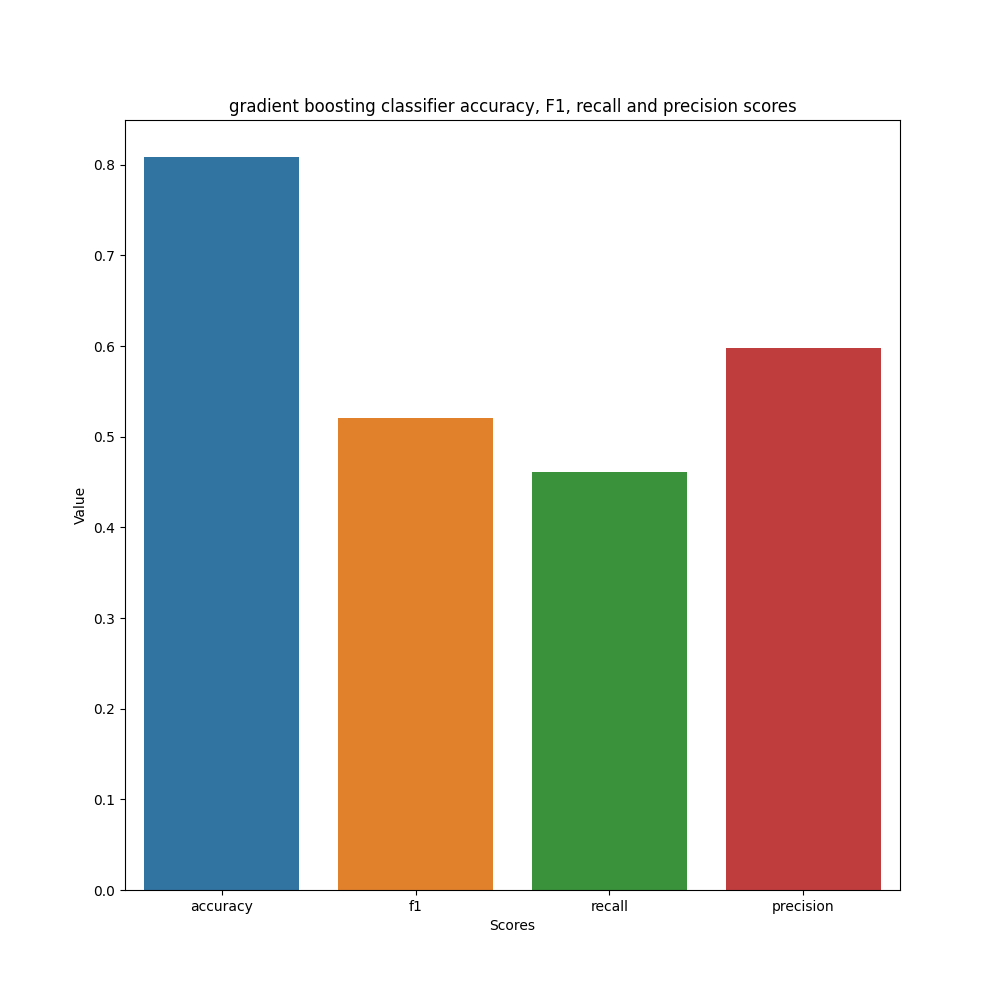 gradient boosting classifier accuracy, F1, recall and precision scores
0.8
0.7
0.6
0.5
0.4
0.3
0.2
0.1
0.0
Value
accuracy f1 recall precision
Scores